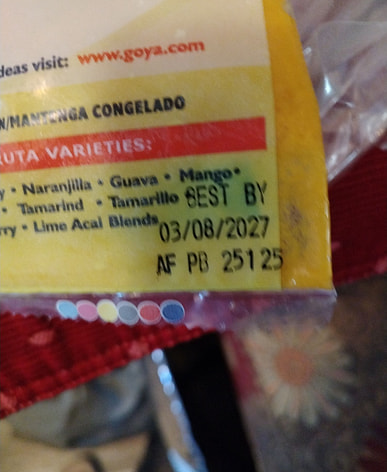 deas visit: www.goya.com
N/MANTENGA CONGELADO
RUTA VARIETIES:
y • Naranjilla • Guava • Mango •
• Tamarind • Tamarillo
rry • Lime Acai Blends
BEST BY
03/08/2027
AF PB 25125